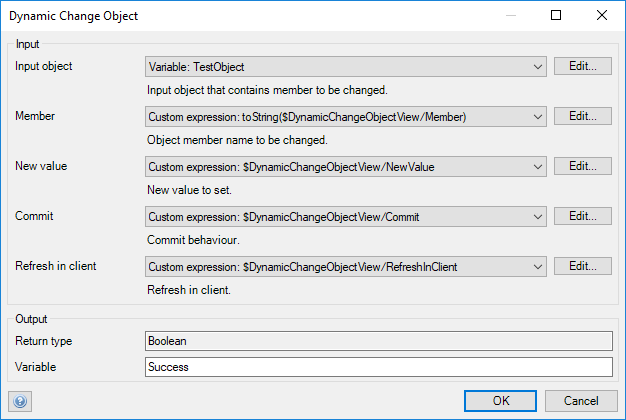 Dynamic Change Object
Input
Input object Variable: TestObject Edit...
Input object that contains member to be changed.
Member Custom expression: toString($DynamicChangeObjectView/Member) Edit...
Object member name to be changed.
New value Custom expression: $DynamicChangeObjectView/NewValue Edit...
New value to set.
Commit Custom expression: $DynamicChangeObjectView/Commit Edit...
Commit behaviour.
Refresh in client Custom expression: $DynamicChangeObjectView/RefreshInClient Edit...
Refresh in client.
Output
Return type Boolean
Variable Success
OK Cancel